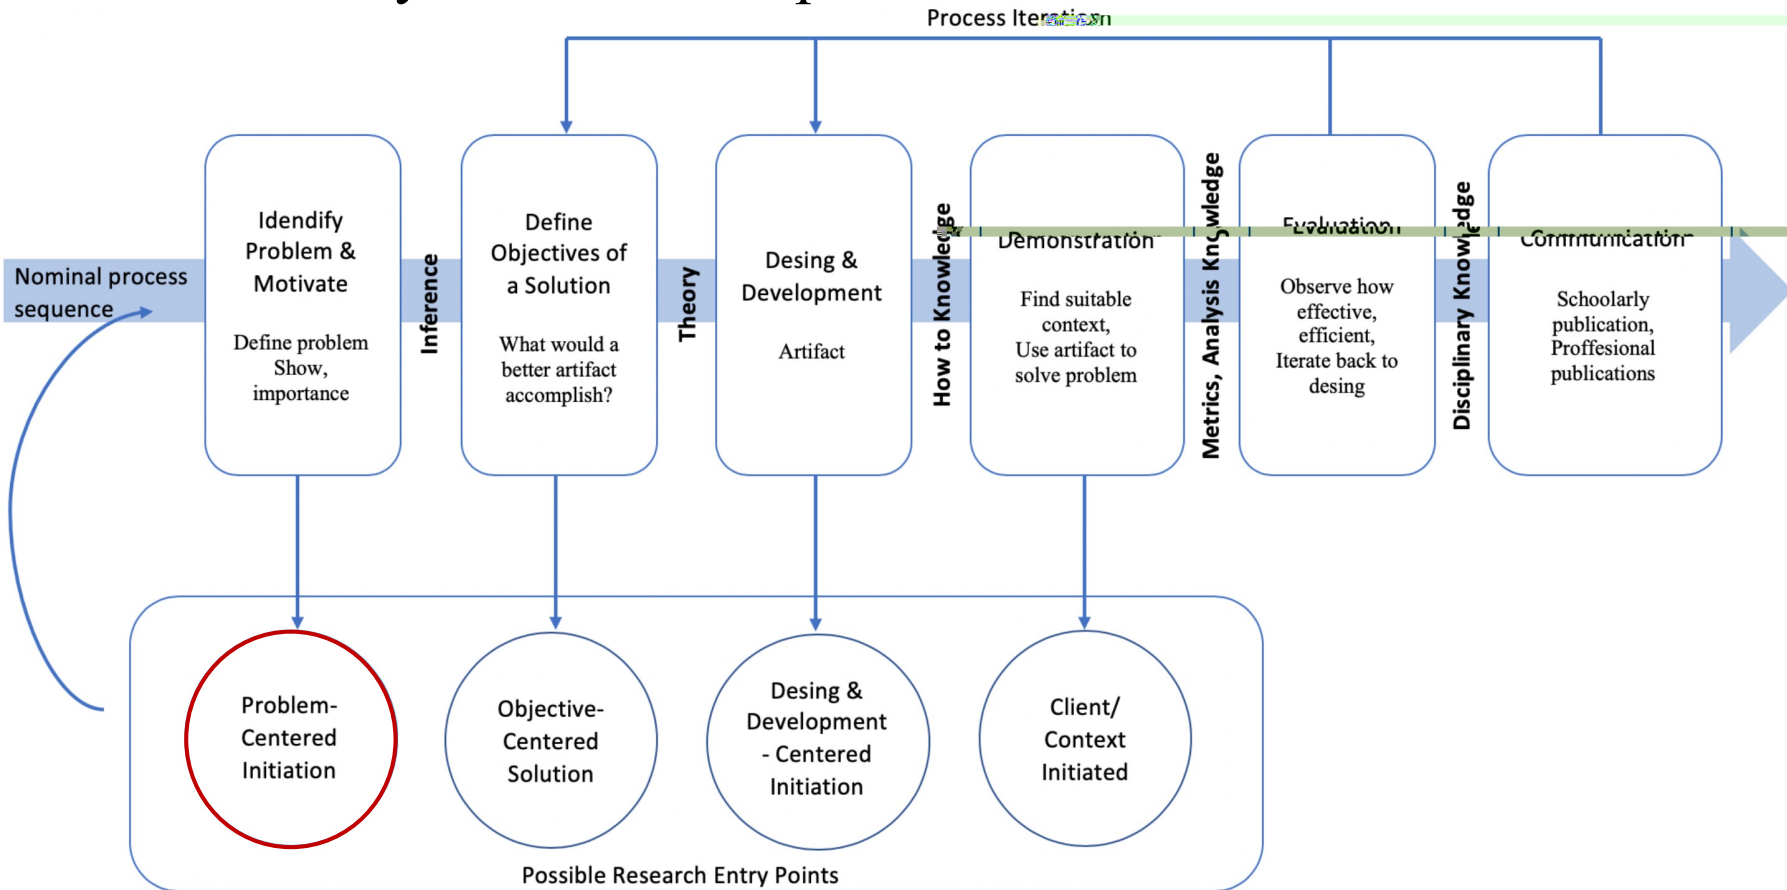 Process Iteration
Nominal process
sequence
Idendify
Problem &
Motivate
Define problem
Show,
importance
Inference
Define
Objectives of
a Solution
What would a
better artifact
accomplish?
Theory
Desing &
Development
Artifact
How to Knowledge
Demonstration
Find suitable
context,
Use artifact to
solve problem
Metrics, Analysis Knowledge
Evaluation
Observe how
effective,
efficient,
Iterate back to
desing
Disciplinary Knowledge
Communication
Schoolarly
publication,
Proffesional
publications
Problem-
Centered
Initiation
Objective-
Centered
Solution
Desing &
Development
- Centered
Initiation
Client/
Context
Initiated
Possible Research Entry Points